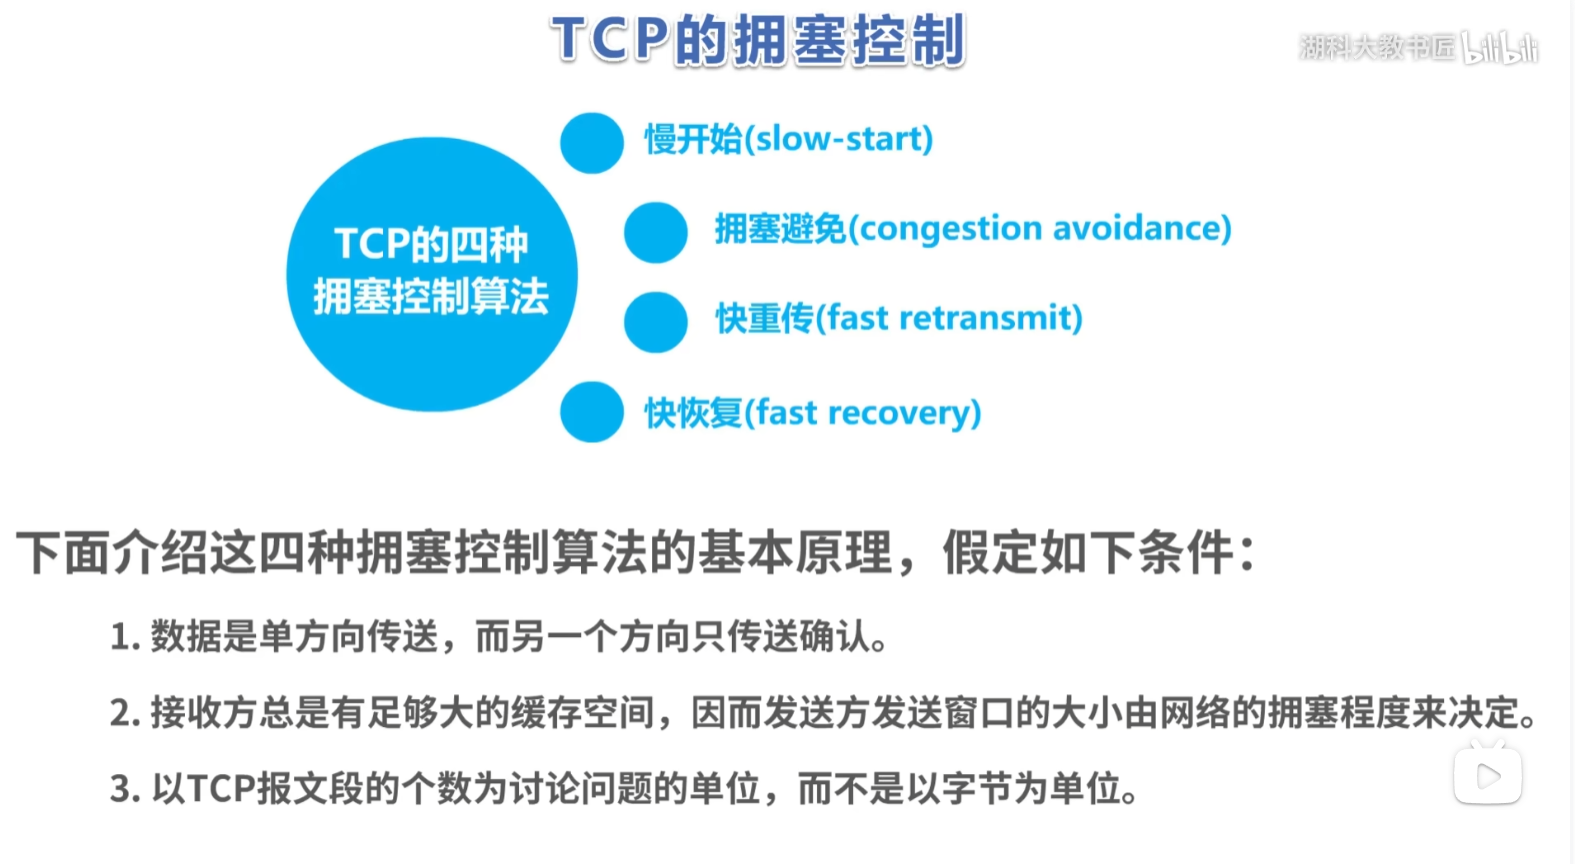 TCP的拥塞控制
湖科大教书匠 bilibili
慢开始(slow-start)
拥塞避免(congestion avoidance)
TCP的四种
拥塞控制算法
快重传(fast retransmit)
快恢复(fast recovery)
下面介绍这四种拥塞控制算法的基本原理，假定如下条件：
1. 数据是单方向传送，而另一个方向只传送确认。
2. 接收方总是有足够大的缓存空间，因而发送方发送窗口的大小由网络的拥塞程度来决定。
3. 以TCP报文段的个数为讨论问题的单位，而不是以字节为单位。